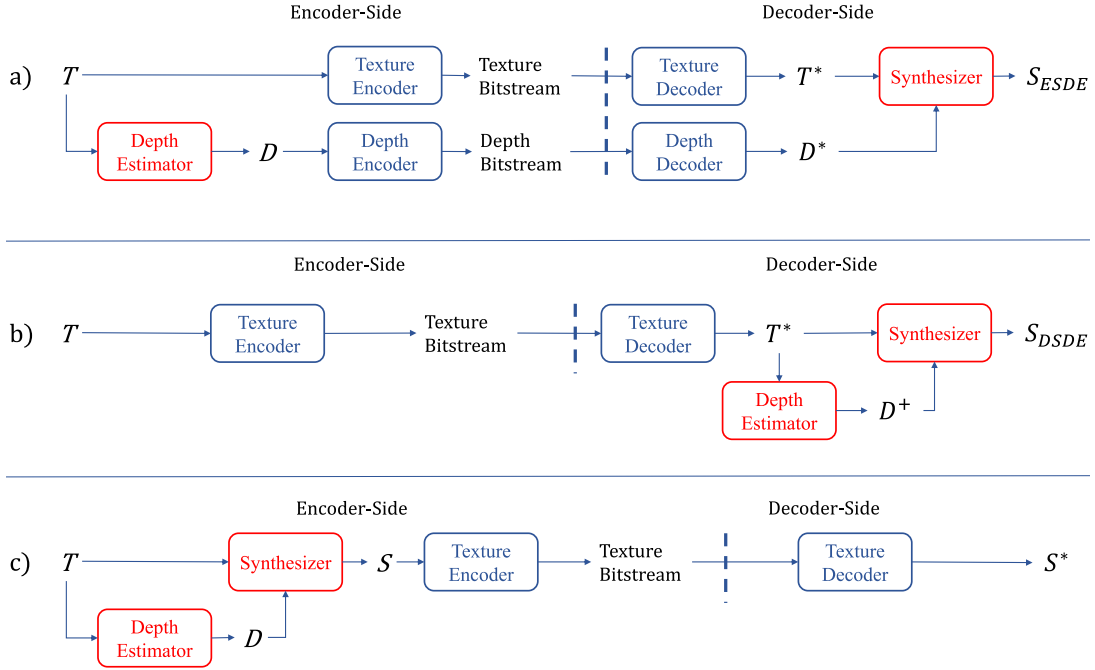 Encoder-Side Decoder-Side
a) T Texture Encoder Texture Bitstream Texture Decoder T* Synthesizer S_ESDE
Depth Estimator D Depth Encoder Depth Bitstream Depth Decoder D*
Encoder-Side Decoder-Side
b) T Texture Encoder Texture Bitstream Texture Decoder T* Synthesizer S_DSDE
Depth Estimator D+
Encoder-Side Decoder-Side
c) T Synthesizer S Texture Encoder Texture Bitstream Texture Decoder S*
Depth Estimator D